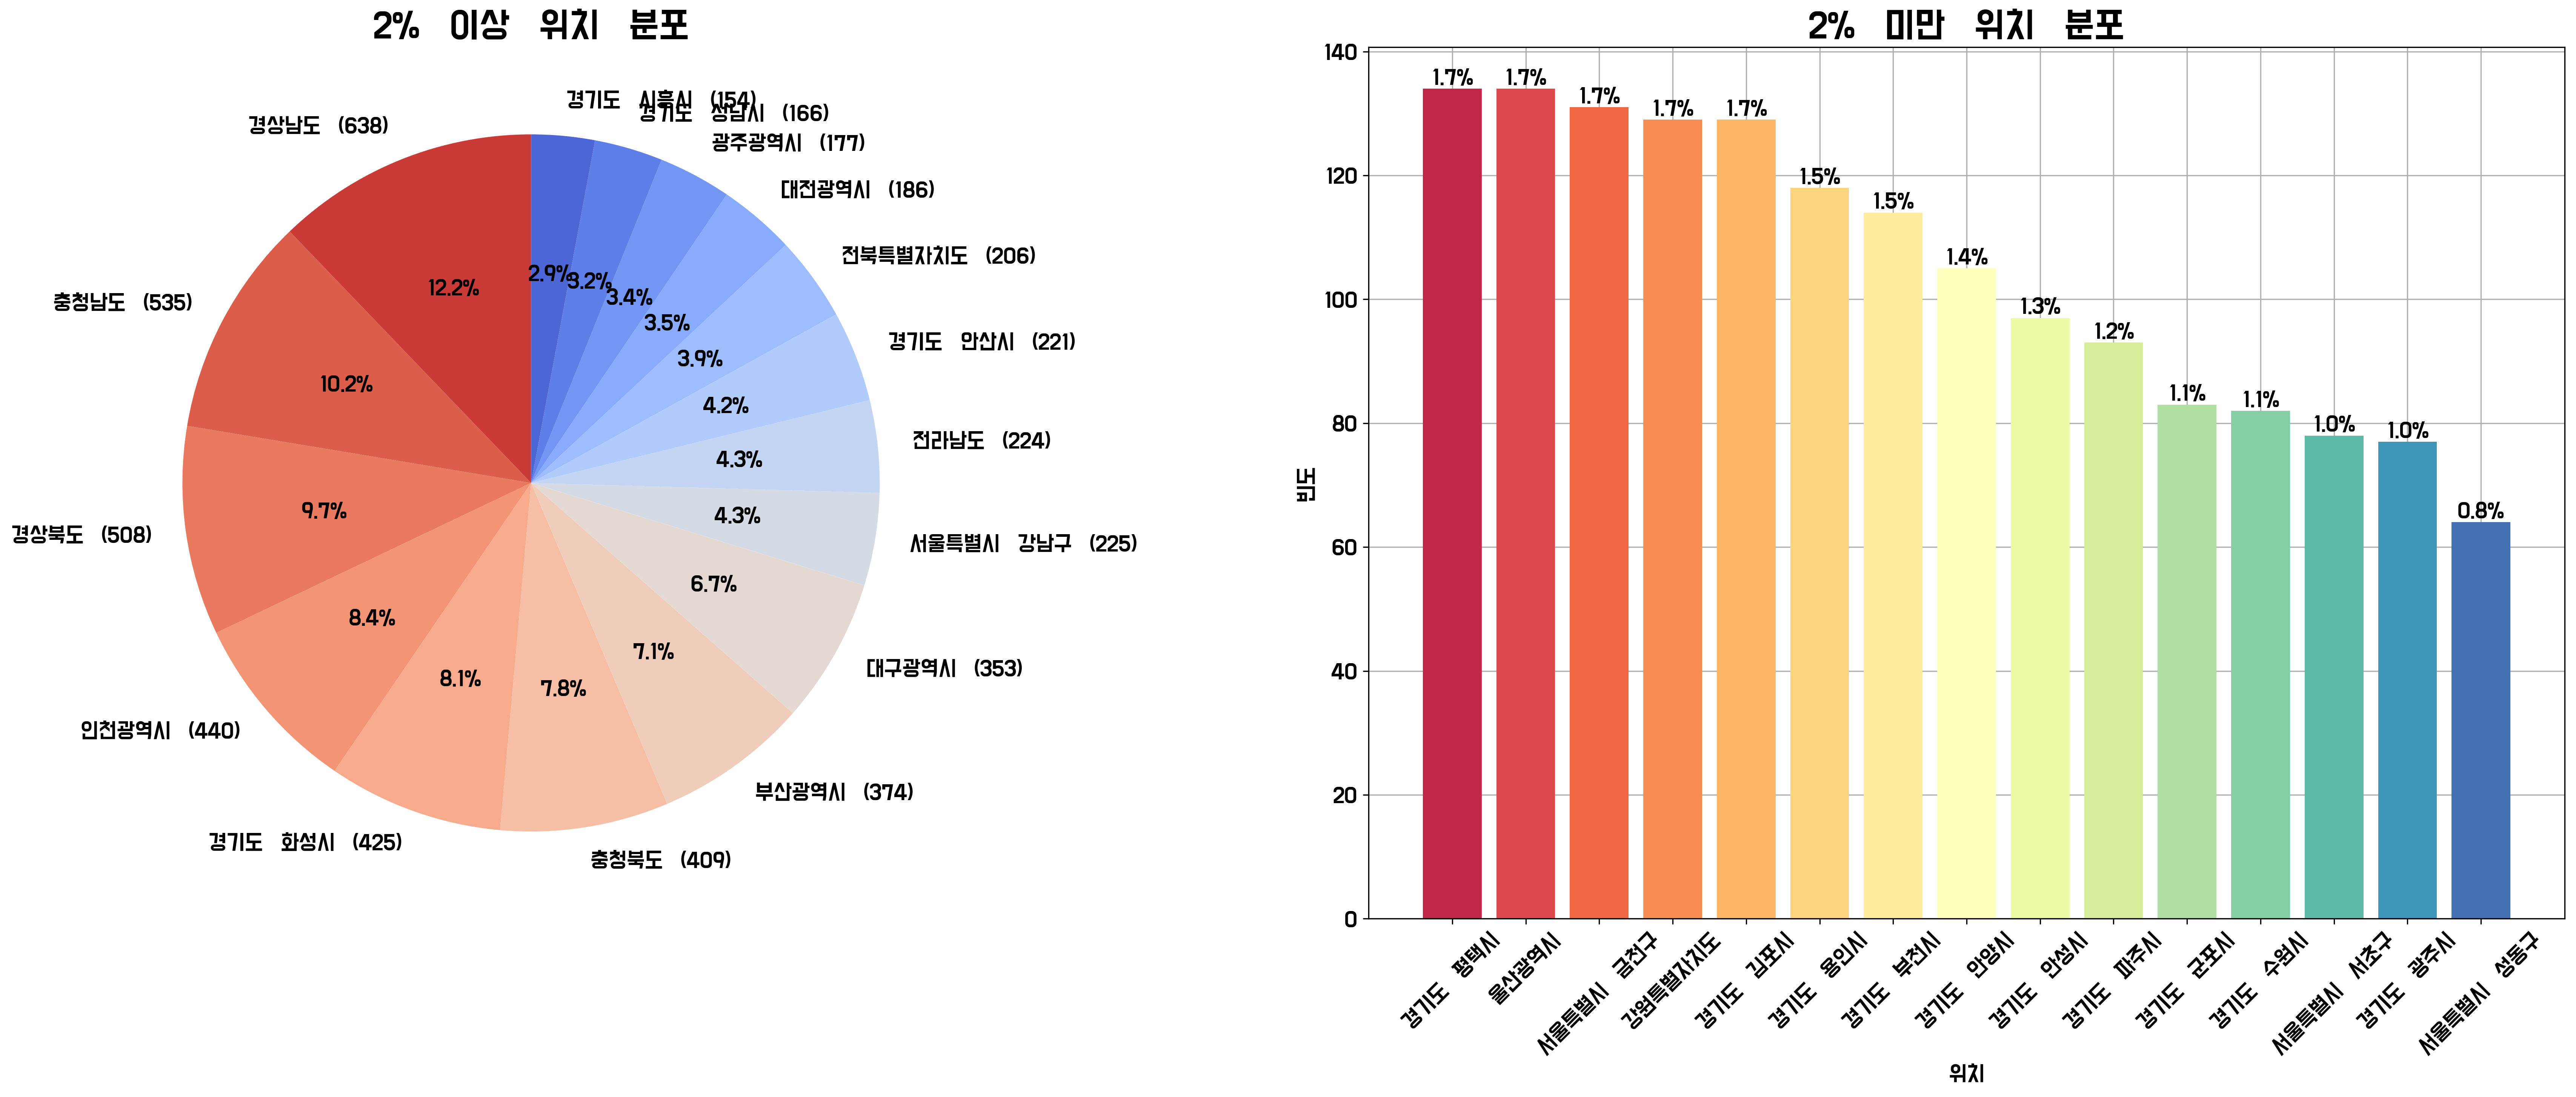 2% 이상 위치 분포
경기도 시흥시 (154)
경기도 성남시 (166)
광주광역시 (177)
대전광역시 (186)
전북특별자치도 (206)
경기도 안산시 (221)
전라남도 (224)
서울특별시 강남구 (225)
대구광역시 (353)
부산광역시 (374)
충청북도 (409)
경기도 화성시 (425)
인천광역시 (440)
경상북도 (508)
충청남도 (535)
경상남도 (638)
2.9%
3.2%
3.4%
3.5%
3.9%
4.2%
4.3%
4.3%
6.7%
7.1%
7.8%
8.1%
8.4%
9.7%
10.2%
12.2%
2% 미만 위치 분포
빈도
140
120
100
80
60
40
20
0
1.7%
1.7%
1.7%
1.7%
1.7%
1.5%
1.5%
1.4%
1.3%
1.2%
1.1%
1.1%
1.0%
1.0%
0.8%
경기도 평택시
울산광역시
서울특별시 금천구
강원특별자치도
경기도 김포시
경기도 용인시
경기도 부천시
경기도 안양시
경기도 안성시
경기도 파주시
경기도 군포시
경기도 수원시
서울특별시 서초구
경기도 광주시
서울특별시 성동구
위치